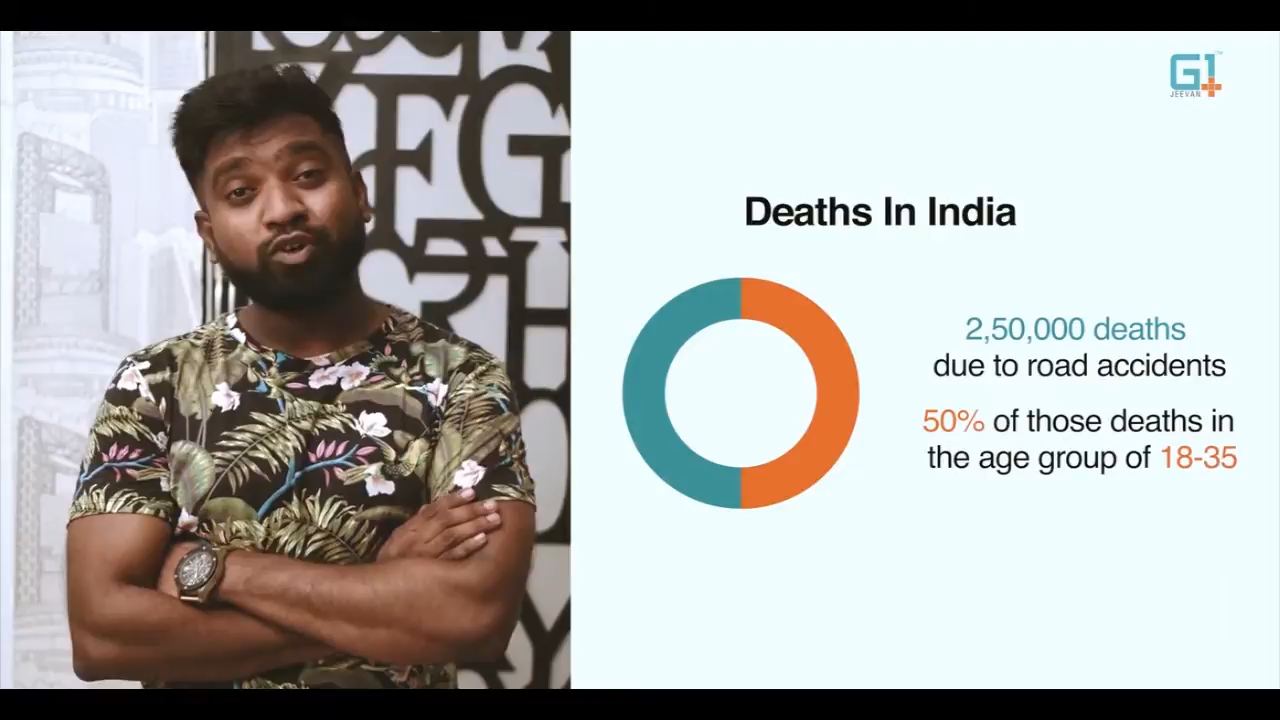 G1+
JEEVAN
Deaths In India
2,50,000 deaths
due to road accidents
50% of those deaths in
the age group of 18-35